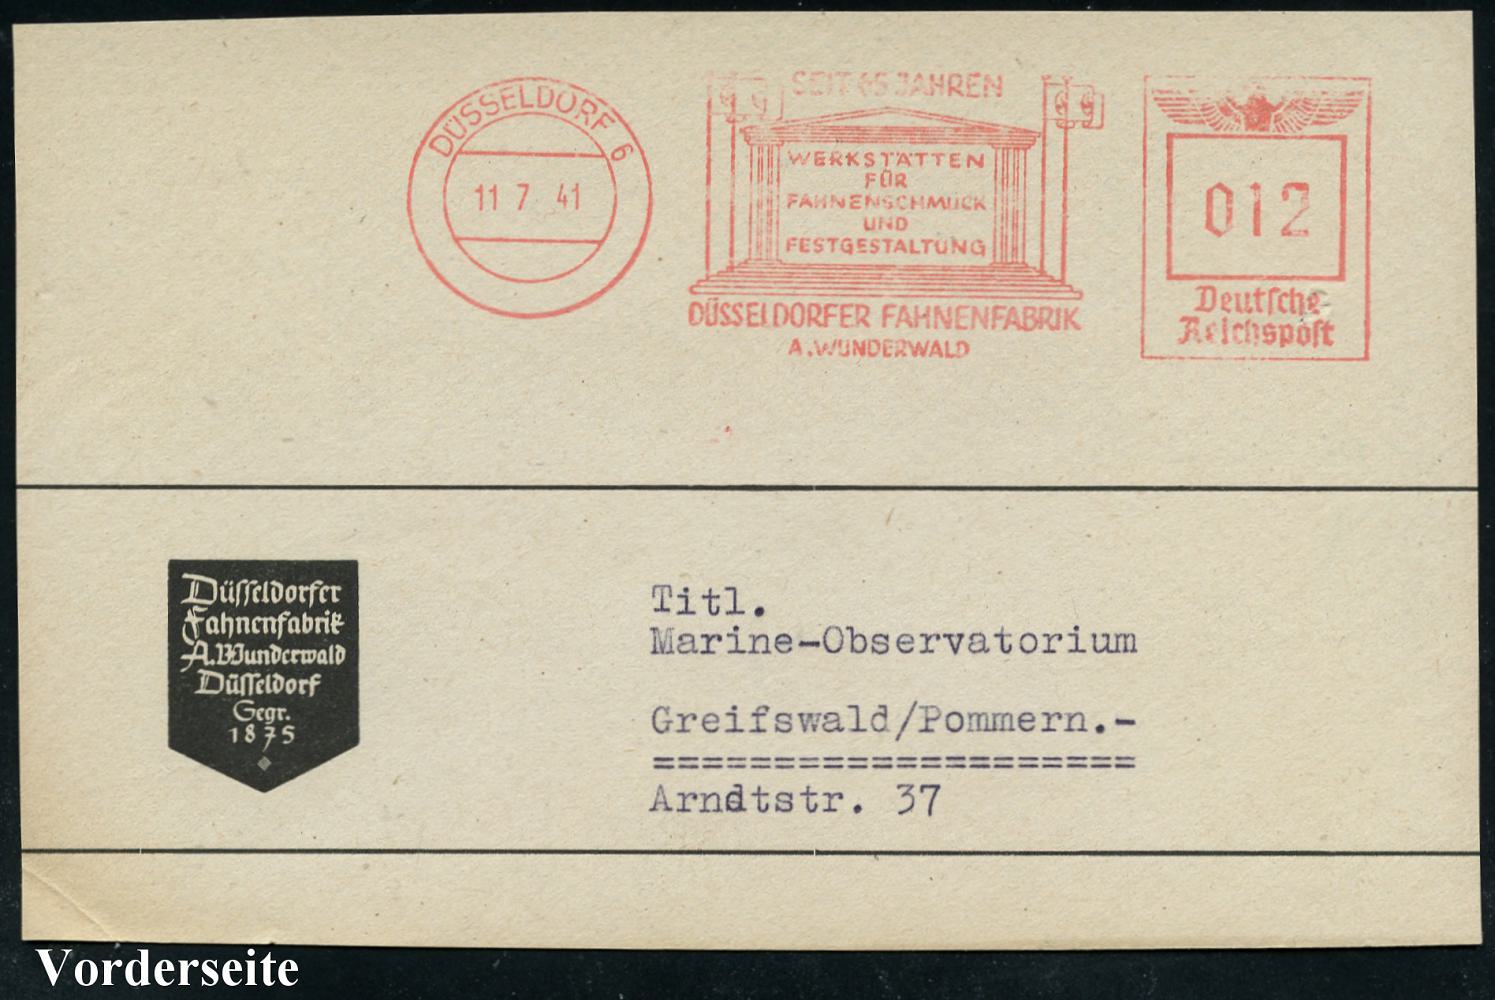 DÜSSELDORF 6
11 7 41
SEIT 65 JAHREN
WERKSTÄTTEN
FÜR
FAHNENSCHMUCK
UND
FESTGESTALTUNG
DÜSSELDORFER FAHNENFABRIK
A. WUNDERWALD
012
Deutsche
Reichspost
Düsseldorfer
Fahnenfabrik
A. Wunderwald
Düsseldorf
Gegr.
1875
Titl.
Marine-Observatorium
Greifswald/Pommern.-
====================
Arndtstr. 37
Vorderseite